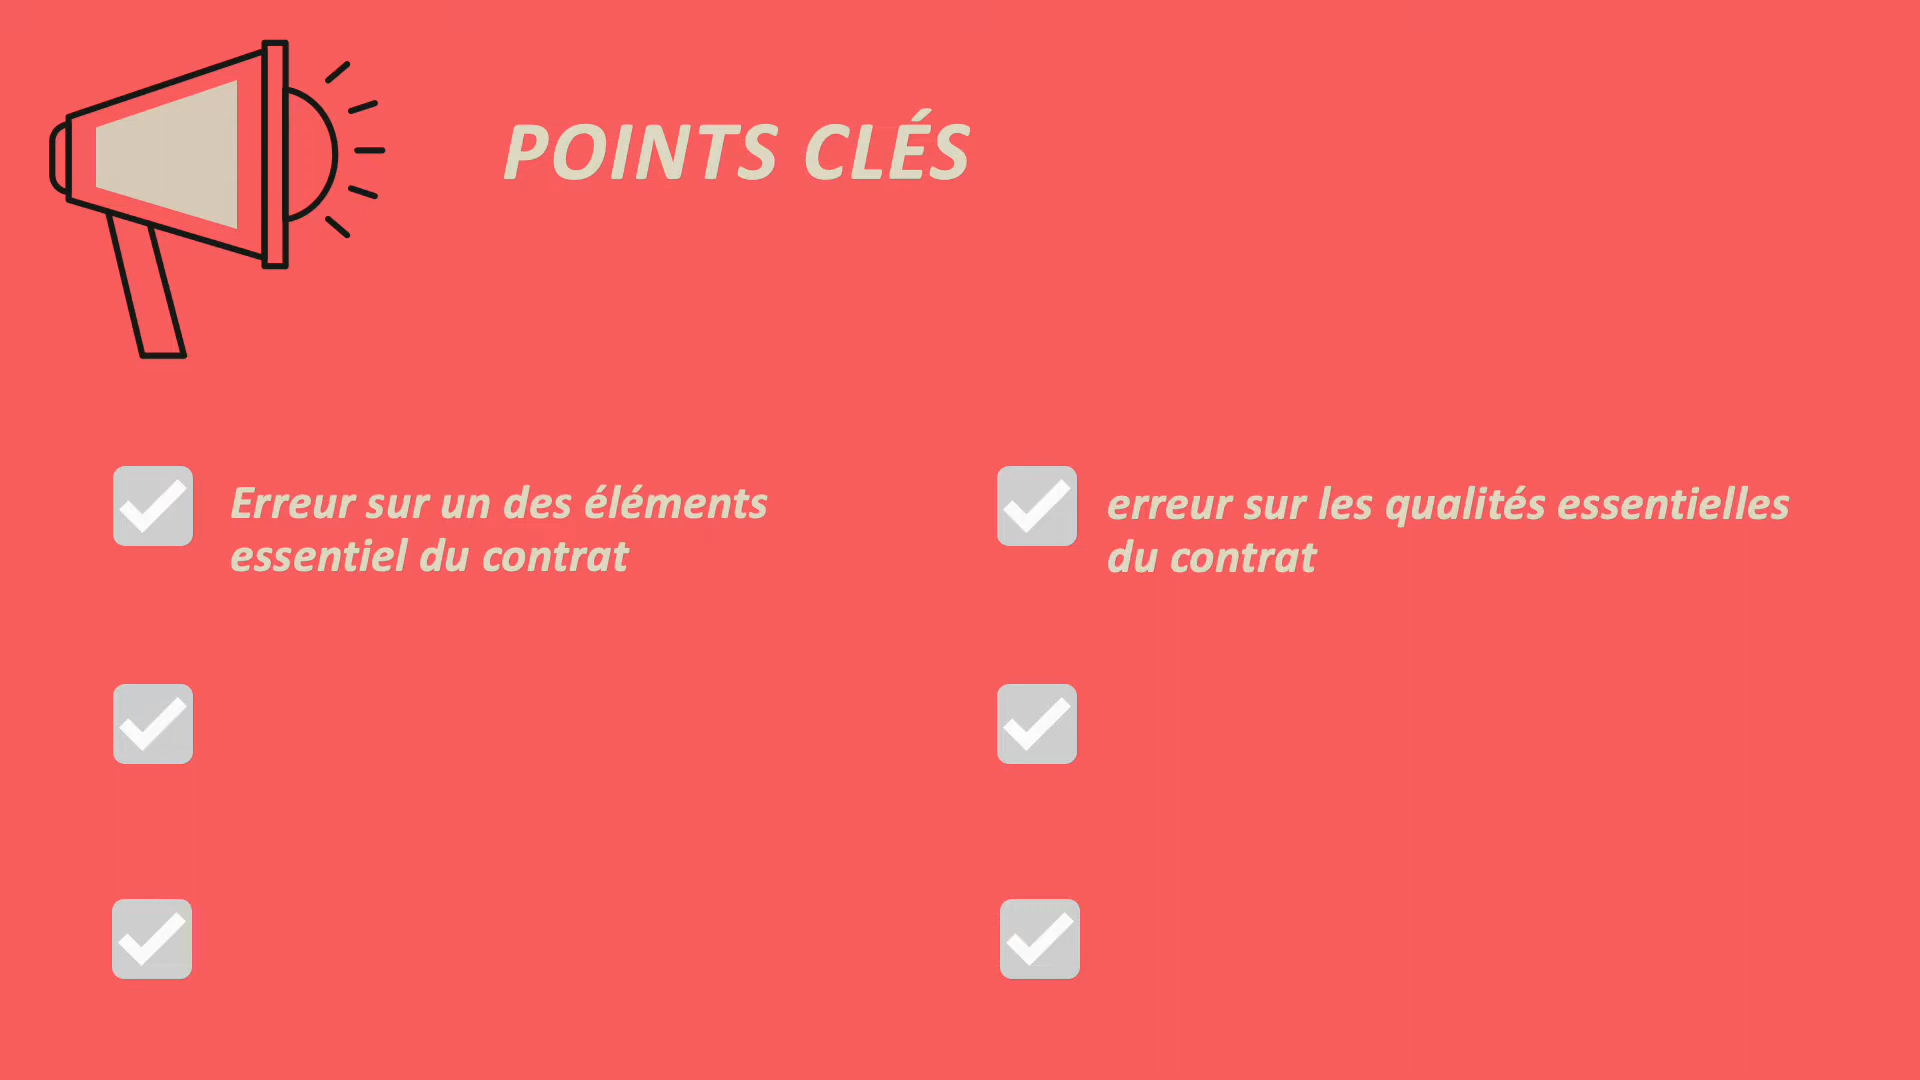 POINTS CLÉS
Erreur sur un des éléments
essentiel du contrat
erreur sur les qualités essentielles
du contrat